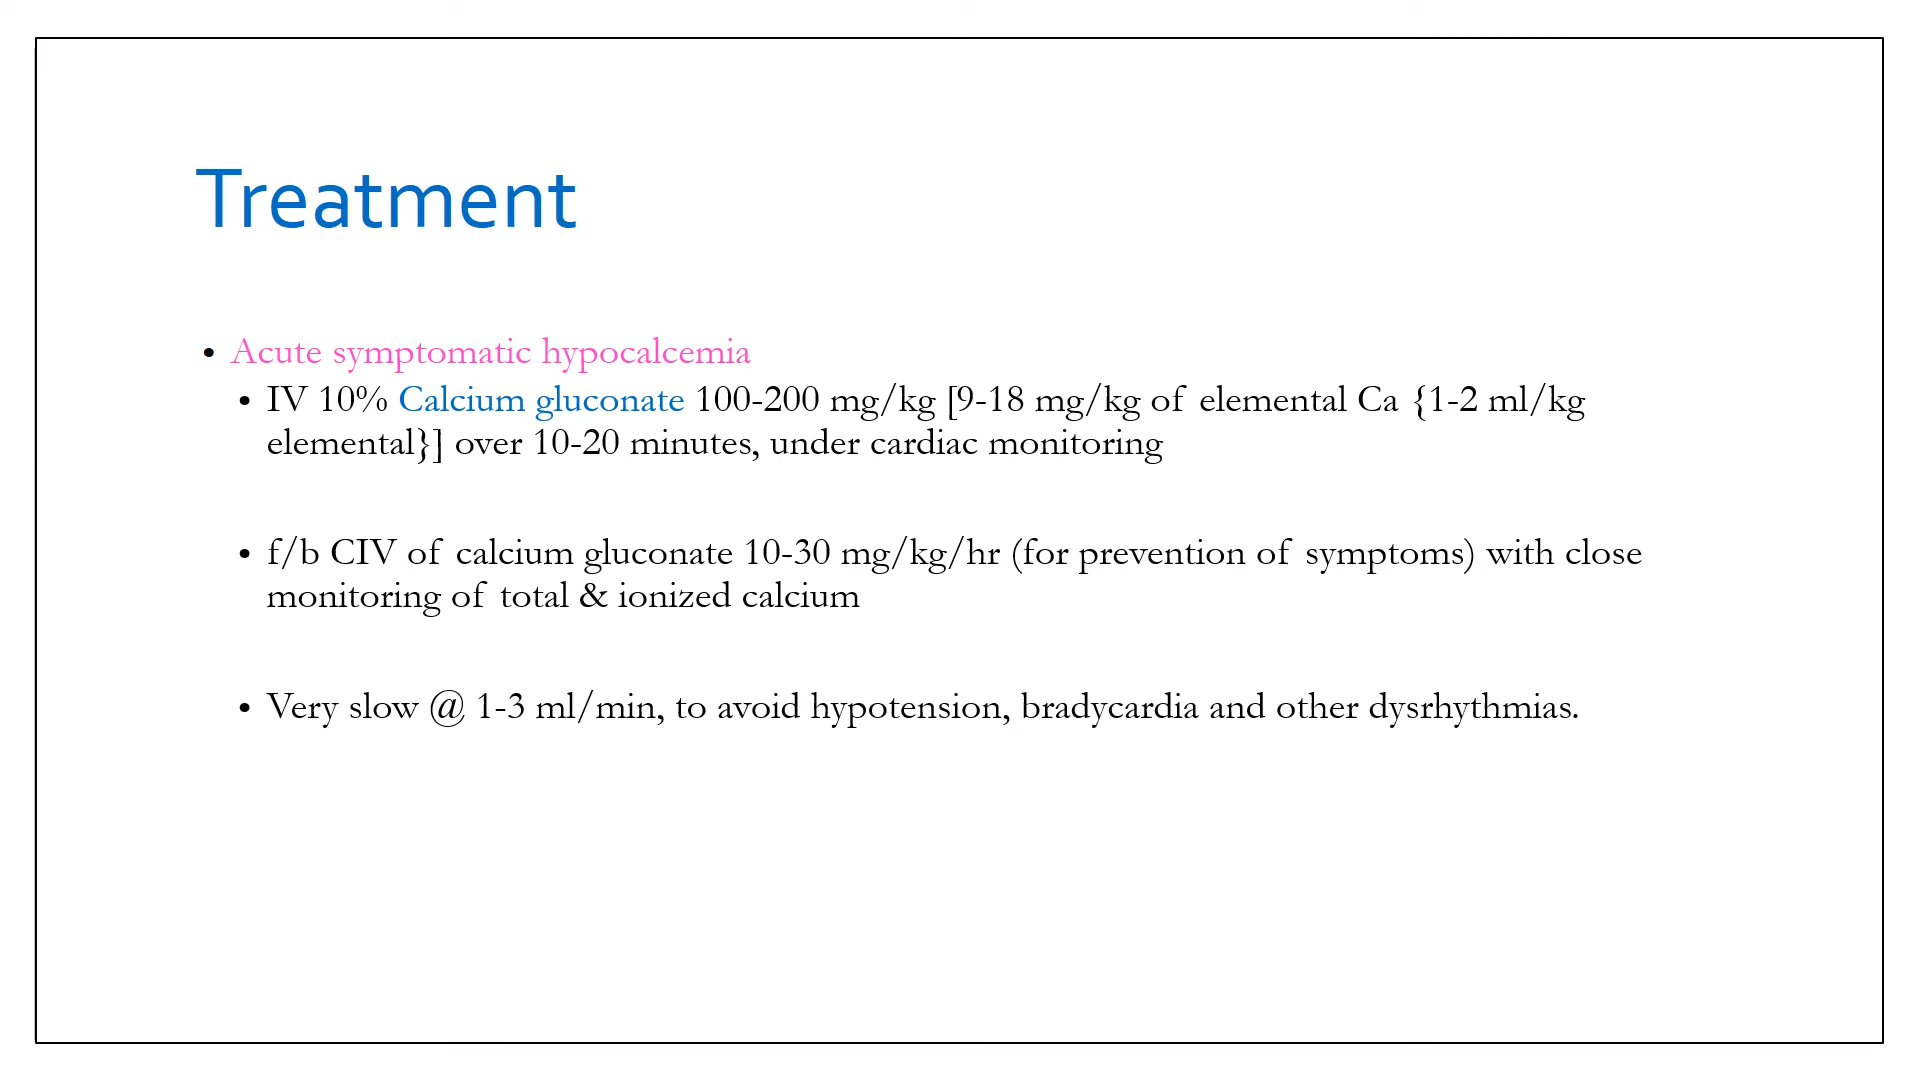 Treatment
• Acute symptomatic hypocalcemia
• IV 10% Calcium gluconate 100-200 mg/kg [9-18 mg/kg of elemental Ca {1-2 ml/kg
elemental}] over 10-20 minutes, under cardiac monitoring
• f/b CIV of calcium gluconate 10-30 mg/kg/hr (for prevention of symptoms) with close
monitoring of total & ionized calcium
• Very slow @ 1-3 ml/min, to avoid hypotension, bradycardia and other dysrhythmias.